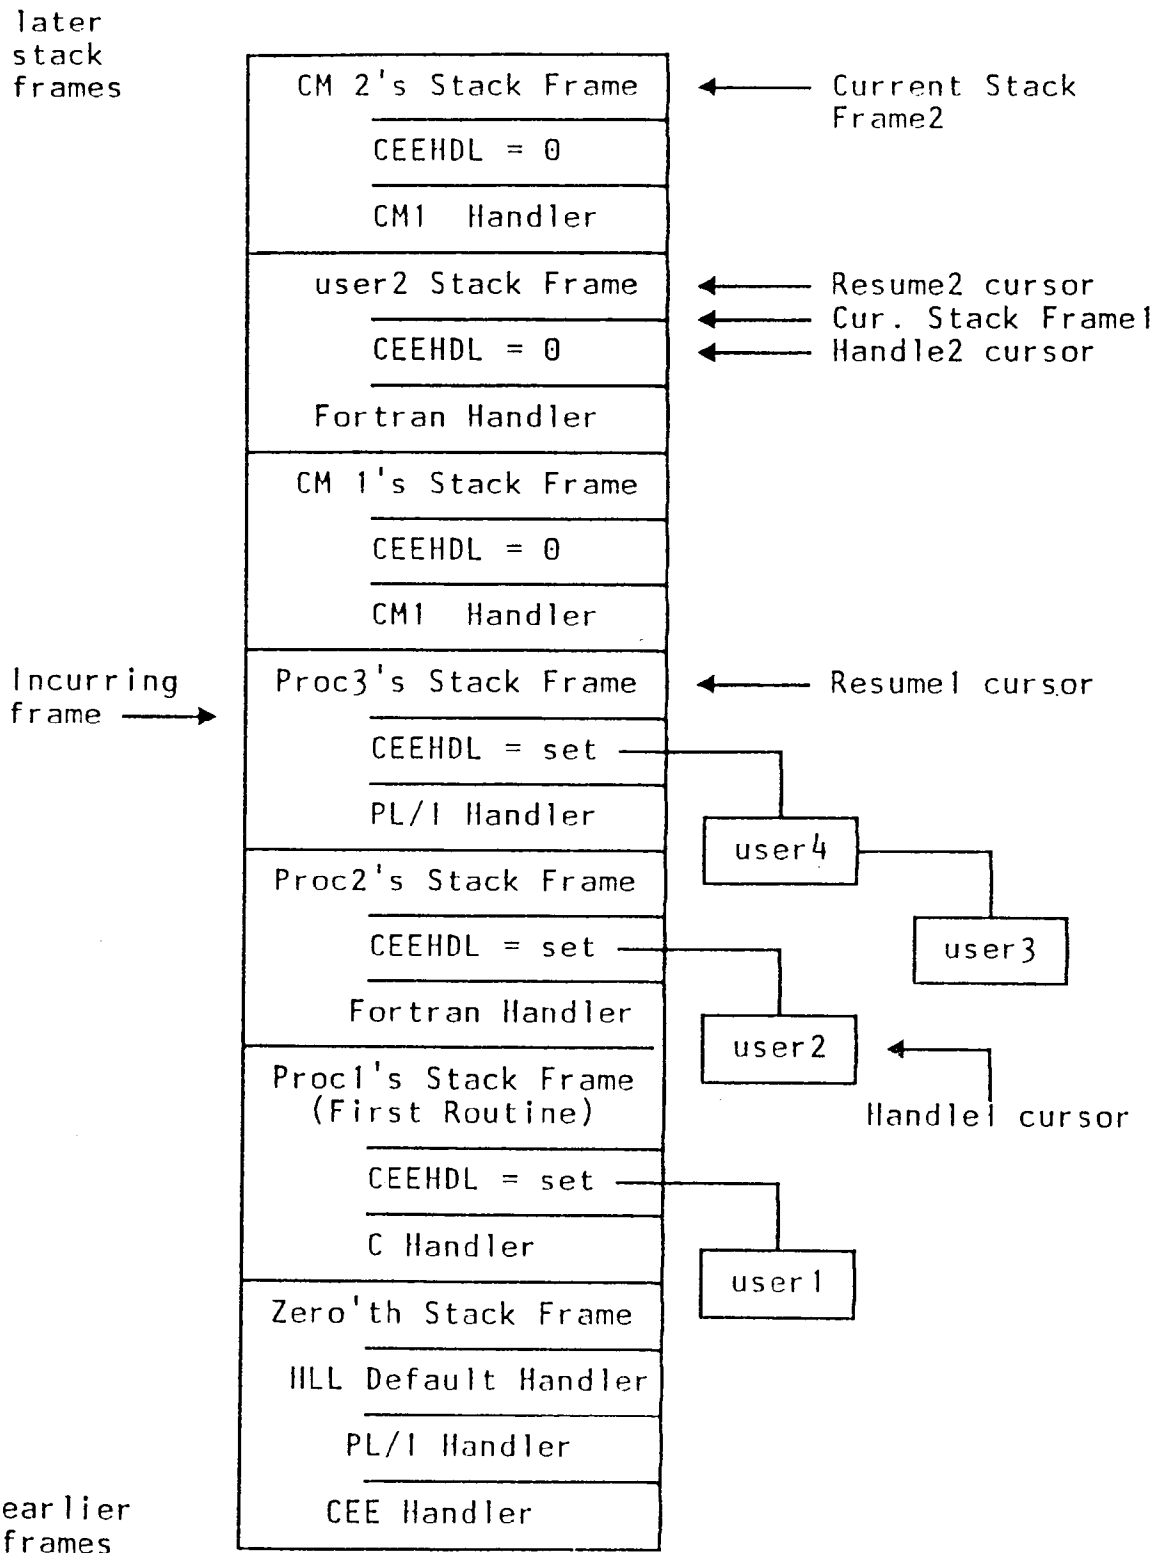 later
stack
frames
CM 2's Stack Frame
Current Stack
Frame2
CEEHDL = 0
CM1 Handler
user2 Stack Frame
Resume2 cursor
Cur. Stack Frame1
CEEHDL = 0
Handle2 cursor
Fortran Handler
CM 1's Stack Frame
CEEHDL = 0
CM1 Handler
Incurring
frame
Proc3's Stack Frame
Resume1 cursor
CEEHDL = set
PL/I Handler
user4
Proc2's Stack Frame
CEEHDL = set
user3
Fortran Handler
user2
Proc1's Stack Frame
(First Routine)
Handle1 cursor
CEEHDL = set
C Handler
user1
Zero'th Stack Frame
HLL Default Handler
PL/I Handler
earlier
frames
CEE Handler